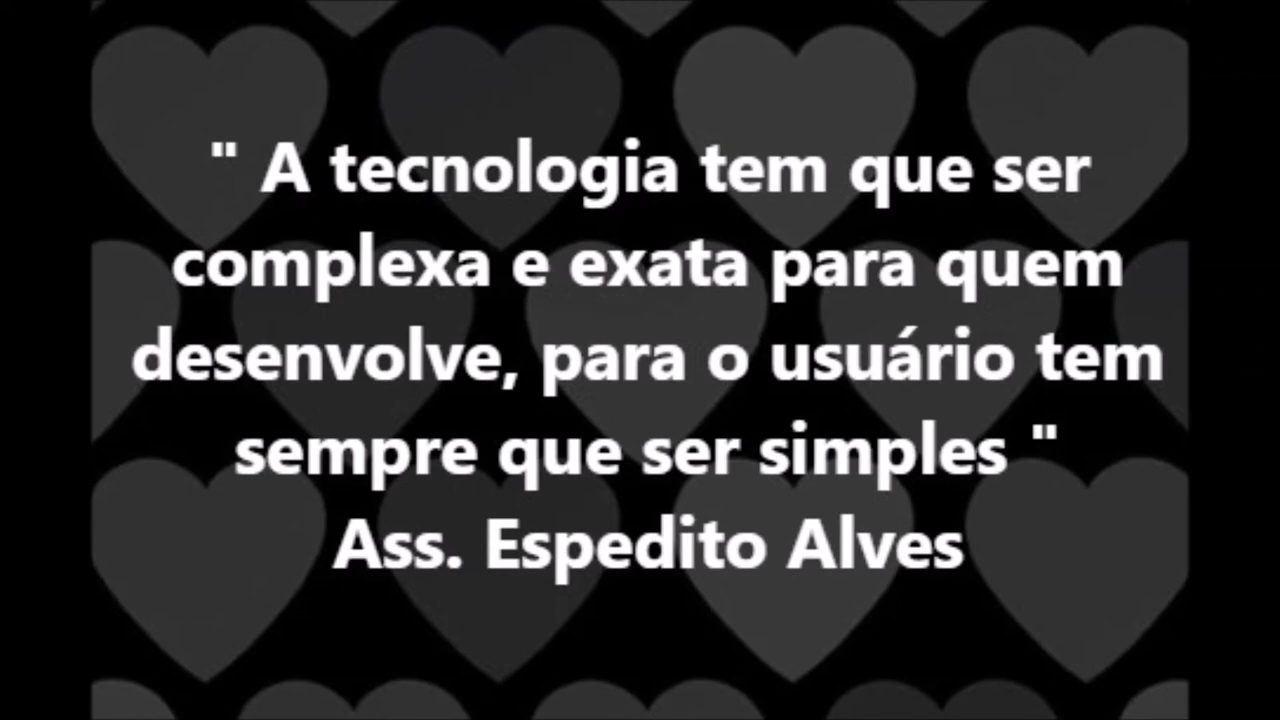 " A tecnologia tem que ser
complexa e exata para quem
desenvolve, para o usuário tem
sempre que ser simples "
Ass. Espedito Alves